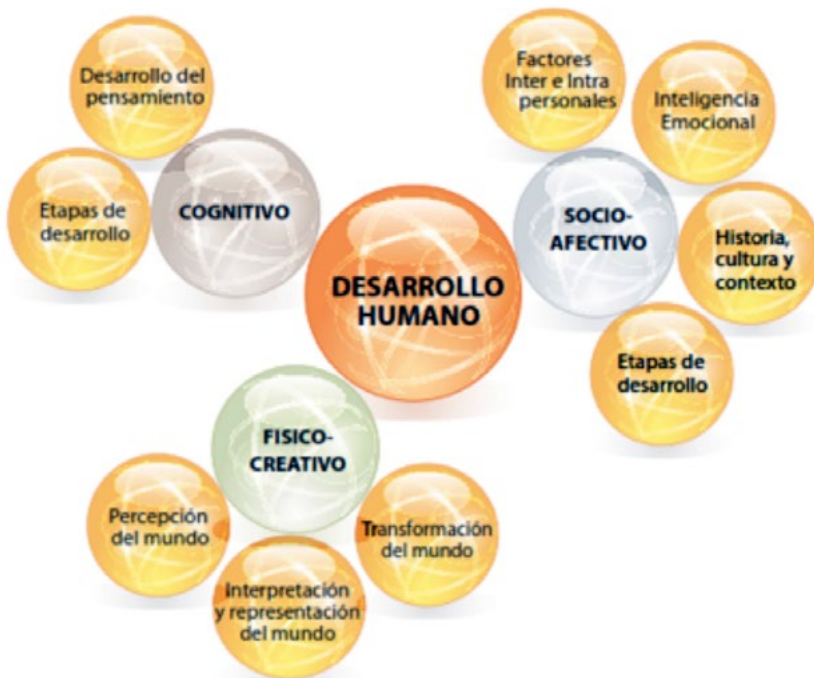 Desarrollo del
pensamiento
Etapas de
desarrollo
COGNITIVO
DESARROLLO
HUMANO
Factores
Inter e Intra
personales
Inteligencia
Emocional
SOCIO-
AFECTIVO
Historia,
cultura y
contexto
Etapas de
desarrollo
FISICO-
CREATIVO
Percepción
del mundo
Interpretación
y representación
del mundo
Transformación
del mundo